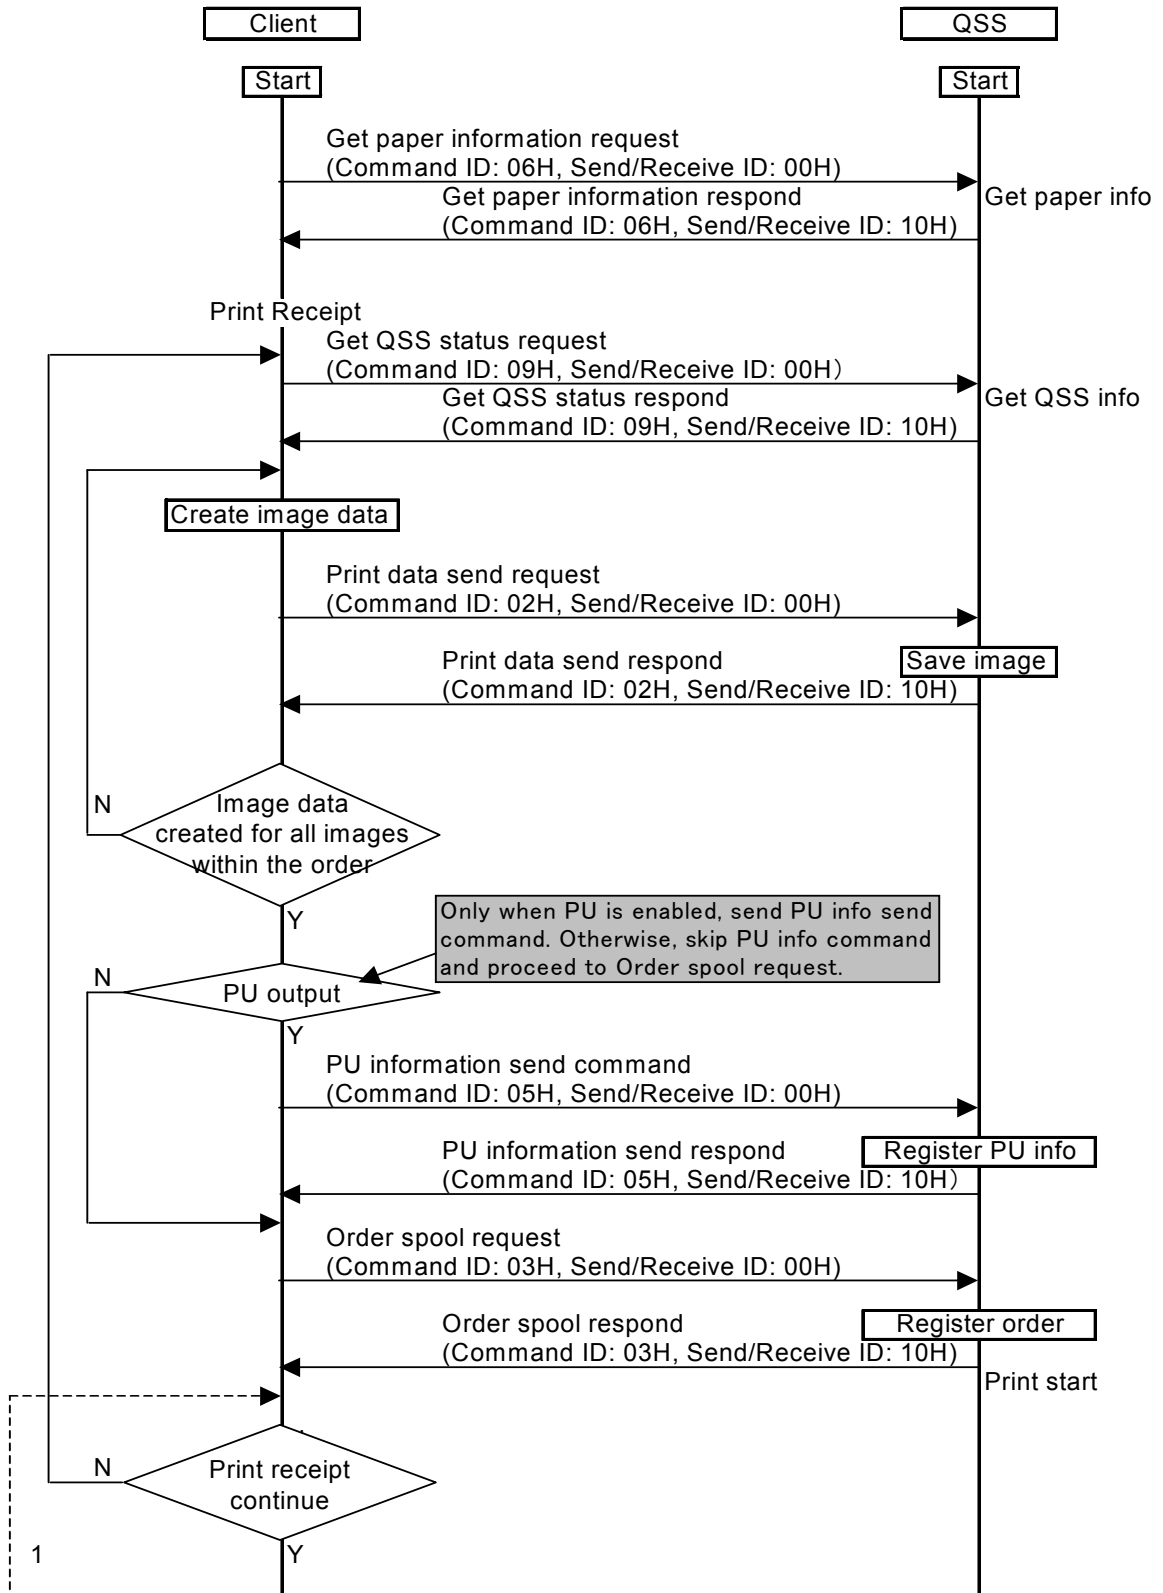 Client
QSS
Start
Start
Get paper information request
(Command ID: 06H, Send/Receive ID: 00H)
Get paper information respond
Get paper info
(Command ID: 06H, Send/Receive ID: 10H)
Print Receipt
Get QSS status request
(Command ID: 09H, Send/Receive ID: 00H）
Get QSS status respond
Get QSS info
(Command ID: 09H, Send/Receive ID: 10H)
Create image data
Print data send request
(Command ID: 02H, Send/Receive ID: 00H)
Print data send respond
Save image
(Command ID: 02H, Send/Receive ID: 10H)
N
Image data
created for all images
within the order
Y
Only when PU is enabled, send PU info send
command. Otherwise, skip PU info command
and proceed to Order spool request.
N
PU output
Y
PU information send command
(Command ID: 05H, Send/Receive ID: 00H)
PU information send respond
Register PU info
(Command ID: 05H, Send/Receive ID: 10H）
Order spool request
(Command ID: 03H, Send/Receive ID: 00H)
Order spool respond
Register order
(Command ID: 03H, Send/Receive ID: 10H)
Print start
N
Print receipt
continue
1
Y